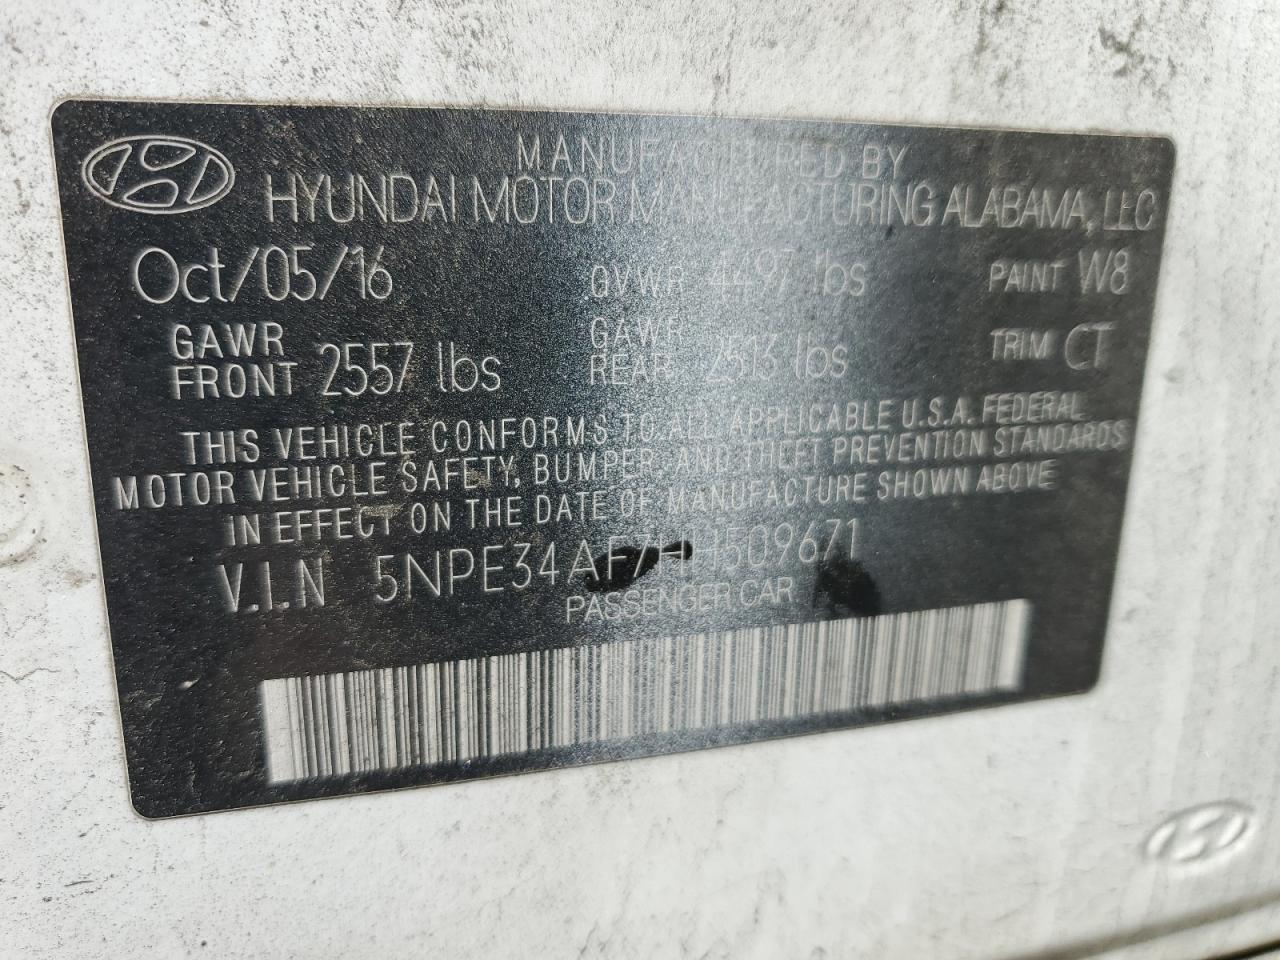 MANUFACTURED BY
HYUNDAI MOTOR MANUFACTURING ALABAMA, LLC
Oct/05/16 GVWR 4497 lbs PAINT W8
GAWR FRONT 2557 lbs GAWR REAR 2513 lbs TRIM CT
THIS VEHICLE CONFORMS TO ALL APPLICABLE U.S.A. FEDERAL
MOTOR VEHICLE SAFETY, BUMPER, AND THEFT PREVENTION STANDARDS
IN EFFECT ON THE DATE OF MANUFACTURE SHOWN ABOVE
V.I.N 5NPE34AF7HH509671
PASSENGER CAR